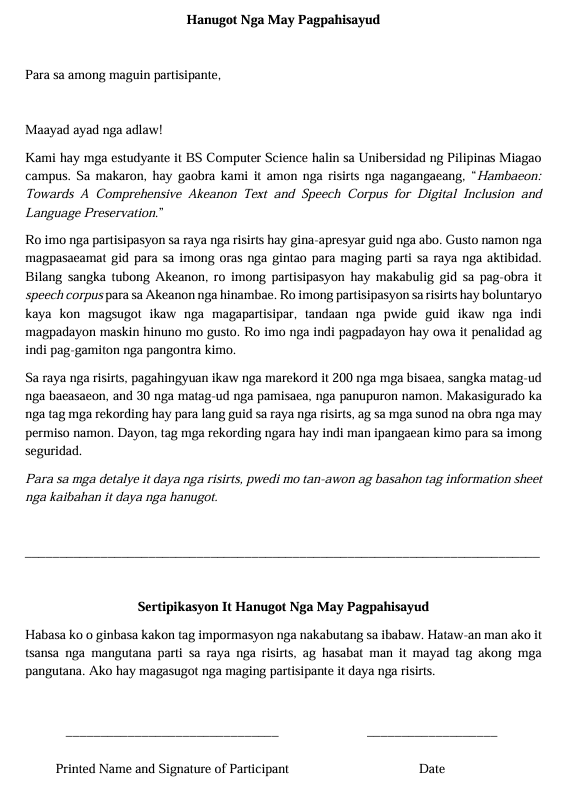 Hanugot Nga May Pagpahisayud
Para sa among maguin partisipante,
Maayad ayad nga adlaw!
Kami hay mga estudyante it BS Computer Science halin sa Unibersidad ng Pilipinas Miagao
campus. Sa makaron, hay gaobra kami it amon nga risirts nga nagangaeang, “Hambaeon:
Towards A Comprehensive Akeanon Text and Speech Corpus for Digital Inclusion and
Language Preservation.”
Ro imo nga partisipasyon sa raya nga risirts hay gina-apresyar guid nga abo. Gusto namon nga
magpasaeamat gid para sa imong oras nga gintao para maging parti sa raya nga aktibidad.
Bilang sangka tubong Akeanon, ro imong partisipasyon hay makabulig gid sa pag-obra it
speech corpus para sa Akeanon nga hinambae. Ro imong partisipasyon sa risirts hay boluntaryo
kaya kon magsugot ikaw nga magapartisipar, tandaan nga pwide guid ikaw nga indi
magpadayon maskin hinuno mo gusto. Ro imo nga indi pagpadayon hay owa it penalidad ag
indi pag-gamiton nga pangontra kimo.
Sa raya nga risirts, pagahingyuan ikaw nga marekord it 200 nga mga bisaea, sangka matag-ud
nga baeasaeon, and 30 nga matag-ud nga pamisaea, nga panupuron namon. Makasigurado ka
nga tag mga rekording hay para lang guid sa raya nga risirts, ag sa mga sunod na obra nga may
permiso namon. Dayon, tag mga rekording ngara hay indi man ipangaean kimo para sa imong
seguridad.
Para sa mga detalye it daya nga risirts, pwedi mo tan-awon ag basahon tag information sheet
nga kaibahan it daya nga hanugot.
Sertipikasyon It Hanugot Nga May Pagpahisayud
Habasa ko o ginbasa kakon tag impormasyon nga nakabutang sa ibabaw. Hataw-an man ako it
tsansa nga mangutana parti sa raya nga risirts, ag hasabat man it mayad tag akong mga
pangutana. Ako hay magasugot nga maging partisipante it daya nga risirts.
Printed Name and Signature of Participant Date